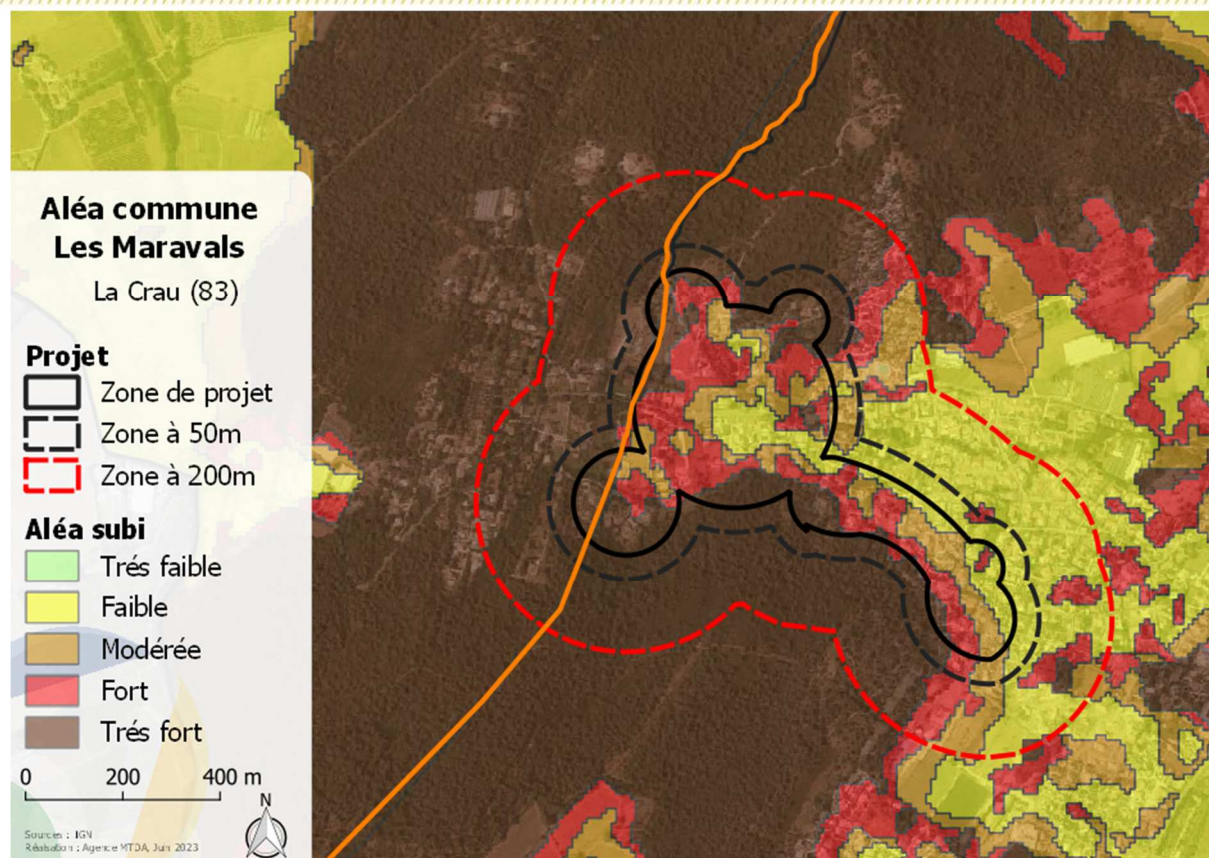 Aléa commune
Les Maravals
La Crau (83)
Projet
Zone de projet
Zone à 50m
Zone à 200m
Aléa subi
Trés faible
Faible
Modérée
Fort
Trés fort
0 200 400 m
N
Sources : IGN
Réalisation : Agence MTDA, Juin 2023